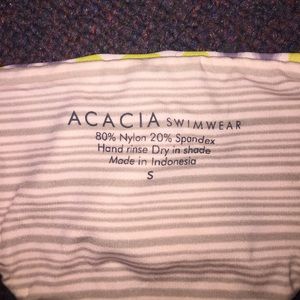 ACACIA SWIMWEAR
80% Nylon 20% Spandex
Hand rinse Dry in shade
Made in Indonesia
S